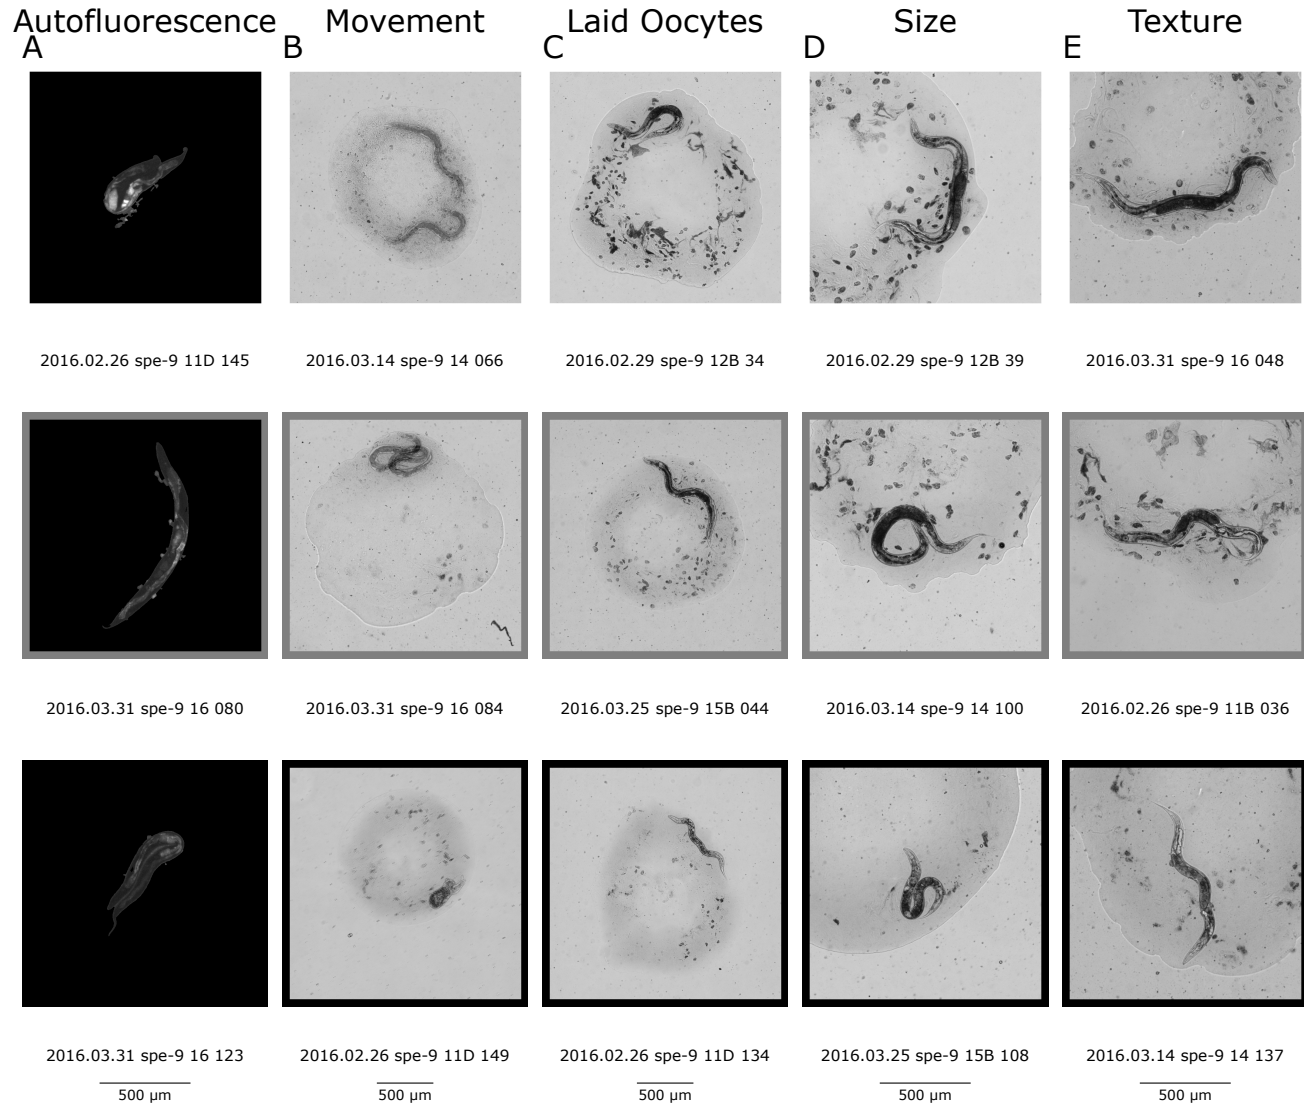 Autofluorescence Movement Laid Oocytes Size Texture
A B C D E
2016.02.26 spe-9 11D 145 2016.03.14 spe-9 14 066 2016.02.29 spe-9 12B 34 2016.02.29 spe-9 12B 39 2016.03.31 spe-9 16 048
2016.03.31 spe-9 16 080 2016.03.31 spe-9 16 084 2016.03.25 spe-9 15B 044 2016.03.14 spe-9 14 100 2016.02.26 spe-9 11B 036
2016.03.31 spe-9 16 123 2016.02.26 spe-9 11D 149 2016.02.26 spe-9 11D 134 2016.03.25 spe-9 15B 108 2016.03.14 spe-9 14 137
500 µm 500 µm 500 µm 500 µm 500 µm